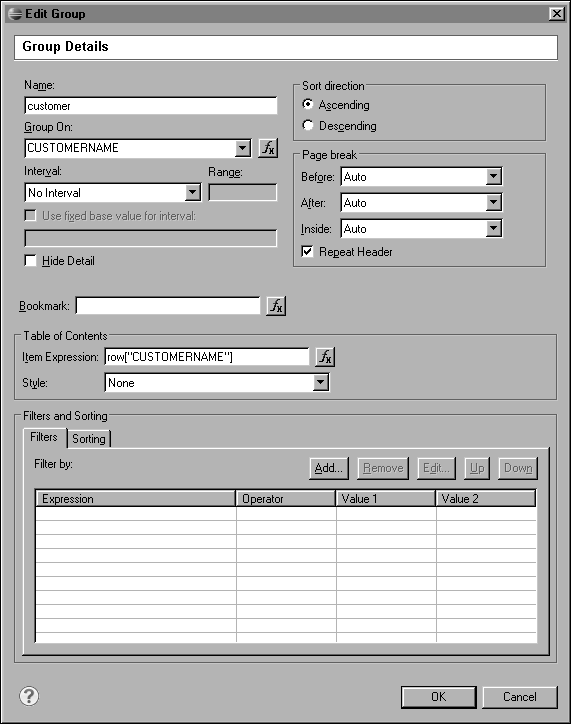 Edit Group
Group Details
Name:
customer
Group On:
CUSTOMERNAME
fx
Interval:
Range:
No Interval
Use fixed base value for interval:
Hide Detail
Sort direction
Ascending
Descending
Page break
Before: Auto
After: Auto
Inside: Auto
Repeat Header
Bookmark:
fx
Table of Contents
Item Expression: row["CUSTOMERNAME"]
fx
Style: None
Filters and Sorting
Filters Sorting
Filter by:
Add... Remove Edit... Up Down
Expression Operator Value 1 Value 2
?
OK Cancel